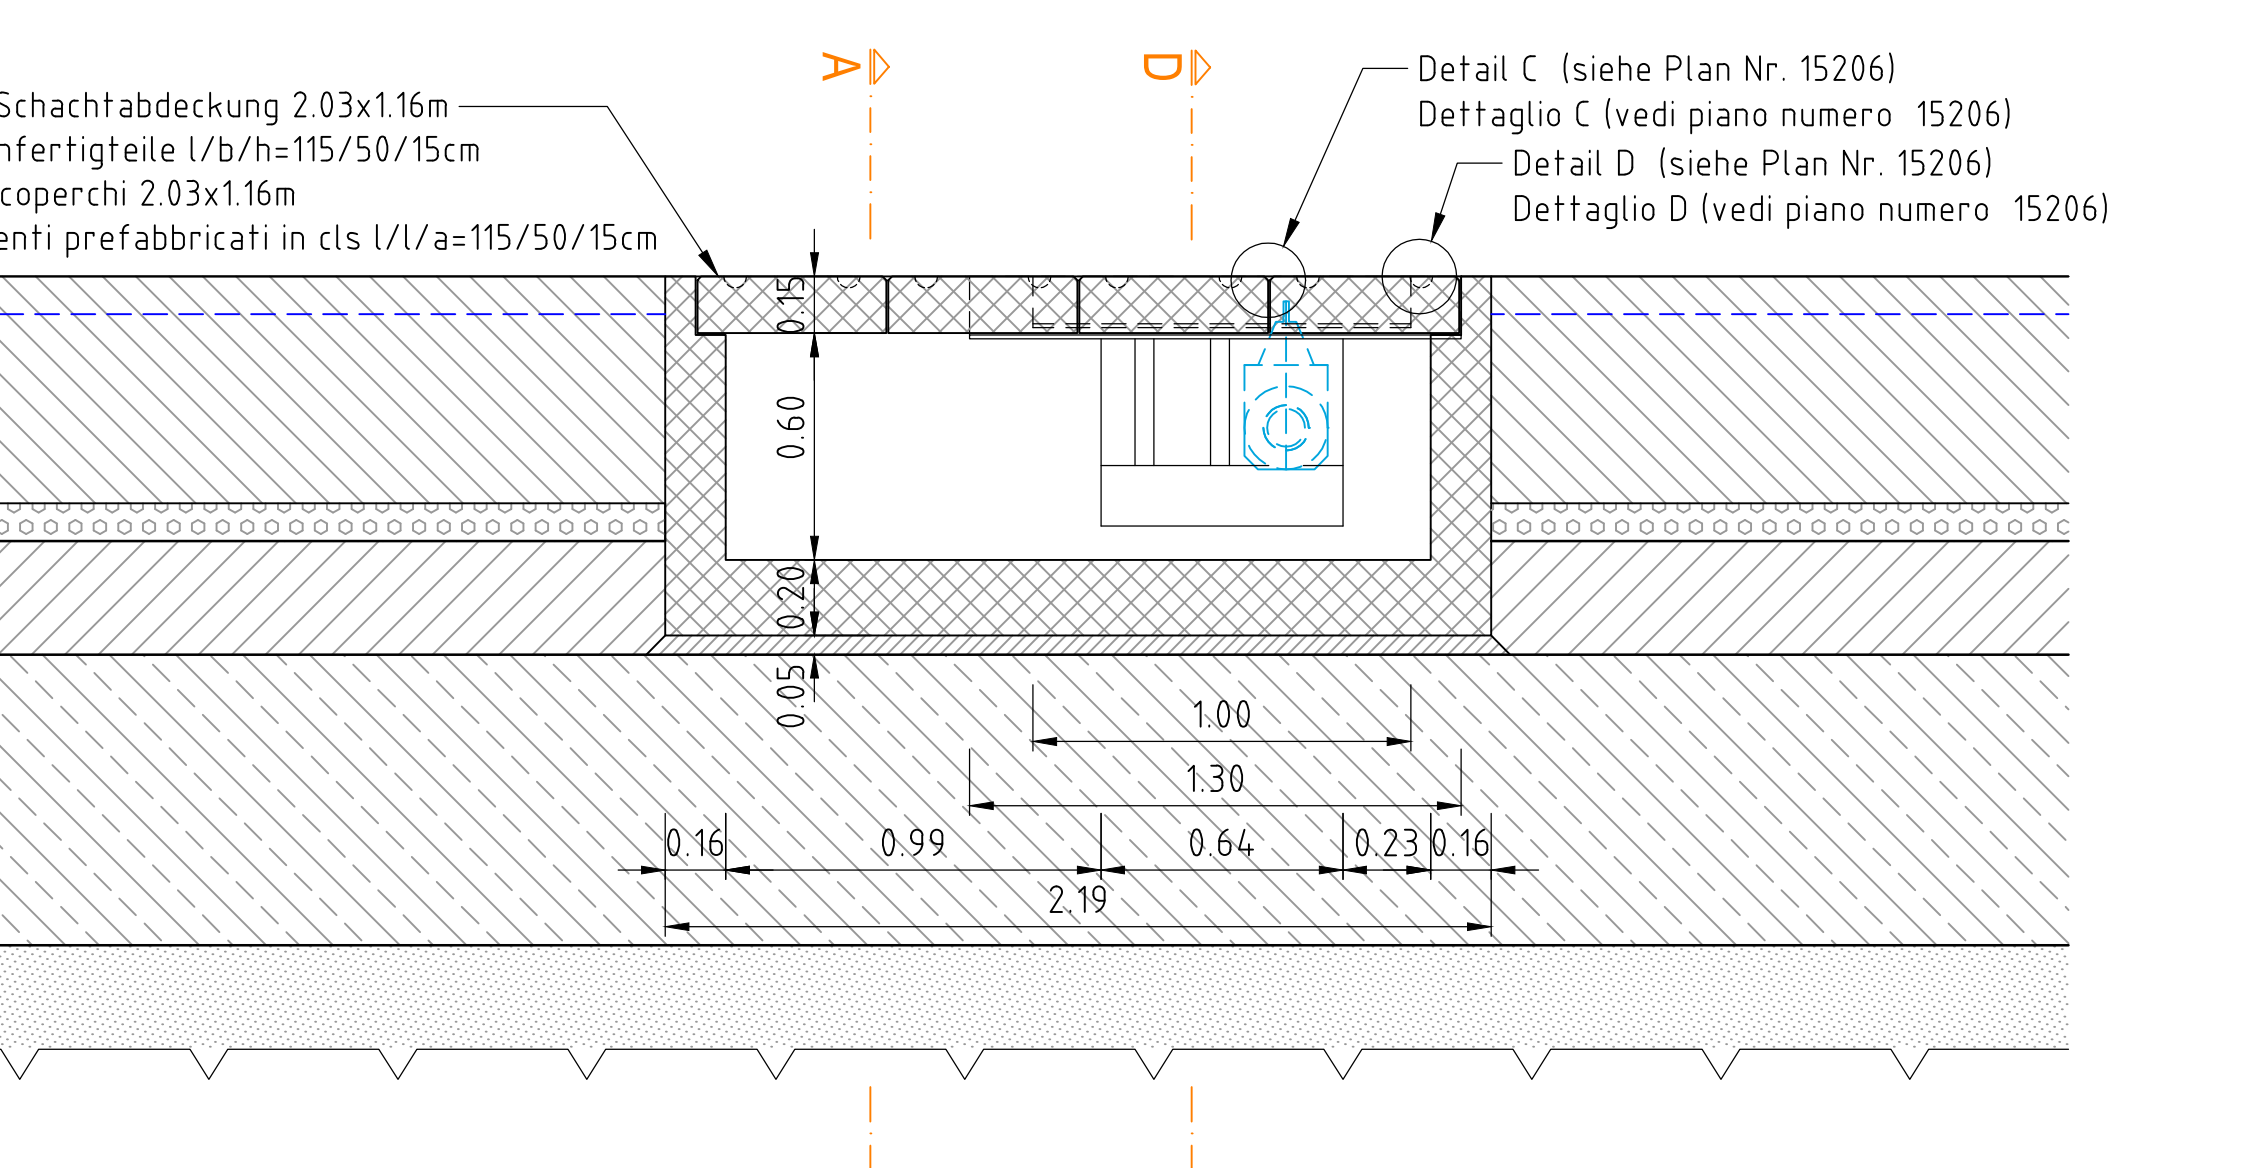 A
D
Detail C (siehe Plan Nr. 15206)
Dettaglio C (vedi piano numero 15206)
Detail D (siehe Plan Nr. 15206)
Dettaglio D (vedi piano numero 15206)
Schachtabdeckung 2.03x1.16m
nfertigteile l/b/h=115/50/15cm
coperchi 2.03x1.16m
enti prefabbricati in cls l/l/a=115/50/15cm
0.15
0.60
0.20
0.05
1.00
1.30
0.16 0.99 0.64 0.23 0.16
2.19